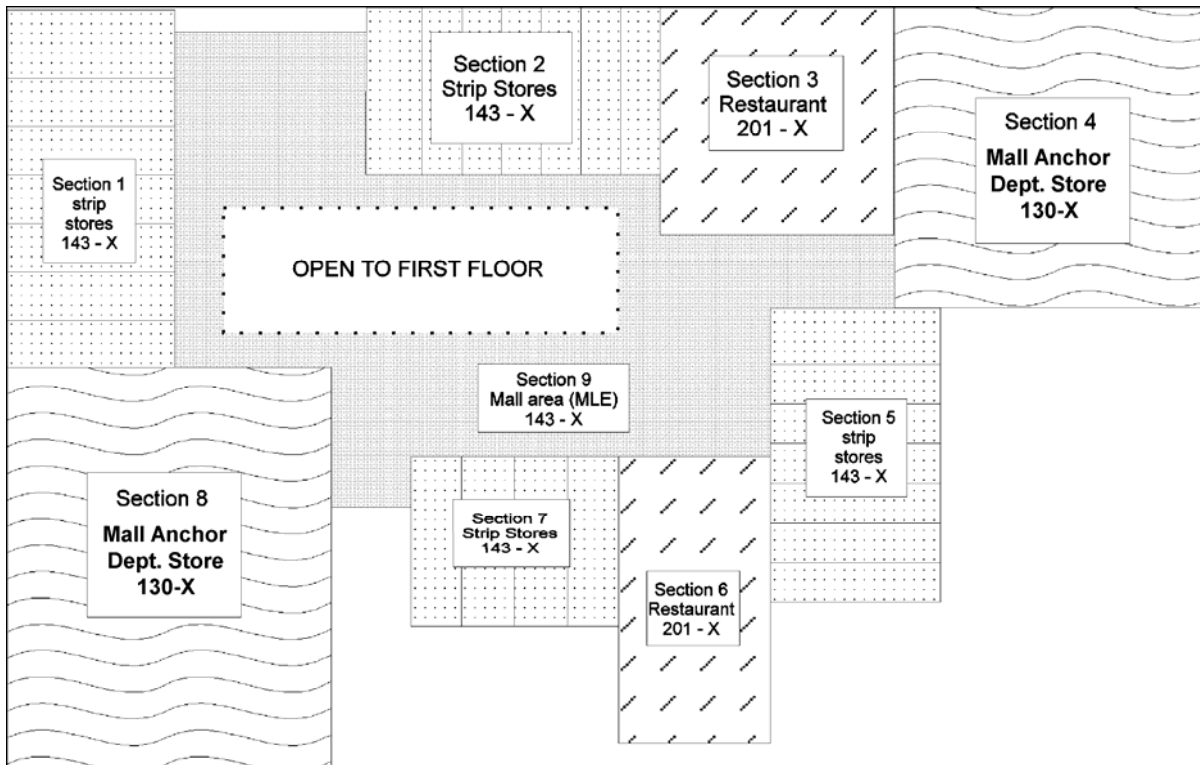 Section 1
strip
stores
143 - X
Section 2
Strip Stores
143 - X
Section 3
Restaurant
201 - X
Section 4
Mall Anchor
Dept. Store
130-X
OPEN TO FIRST FLOOR
Section 9
Mall area (MLE)
143 - X
Section 5
strip
stores
143 - X
Section 8
Mall Anchor
Dept. Store
130-X
Section 7
Strip Stores
143 - X
Section 6
Restaurant
201 - X